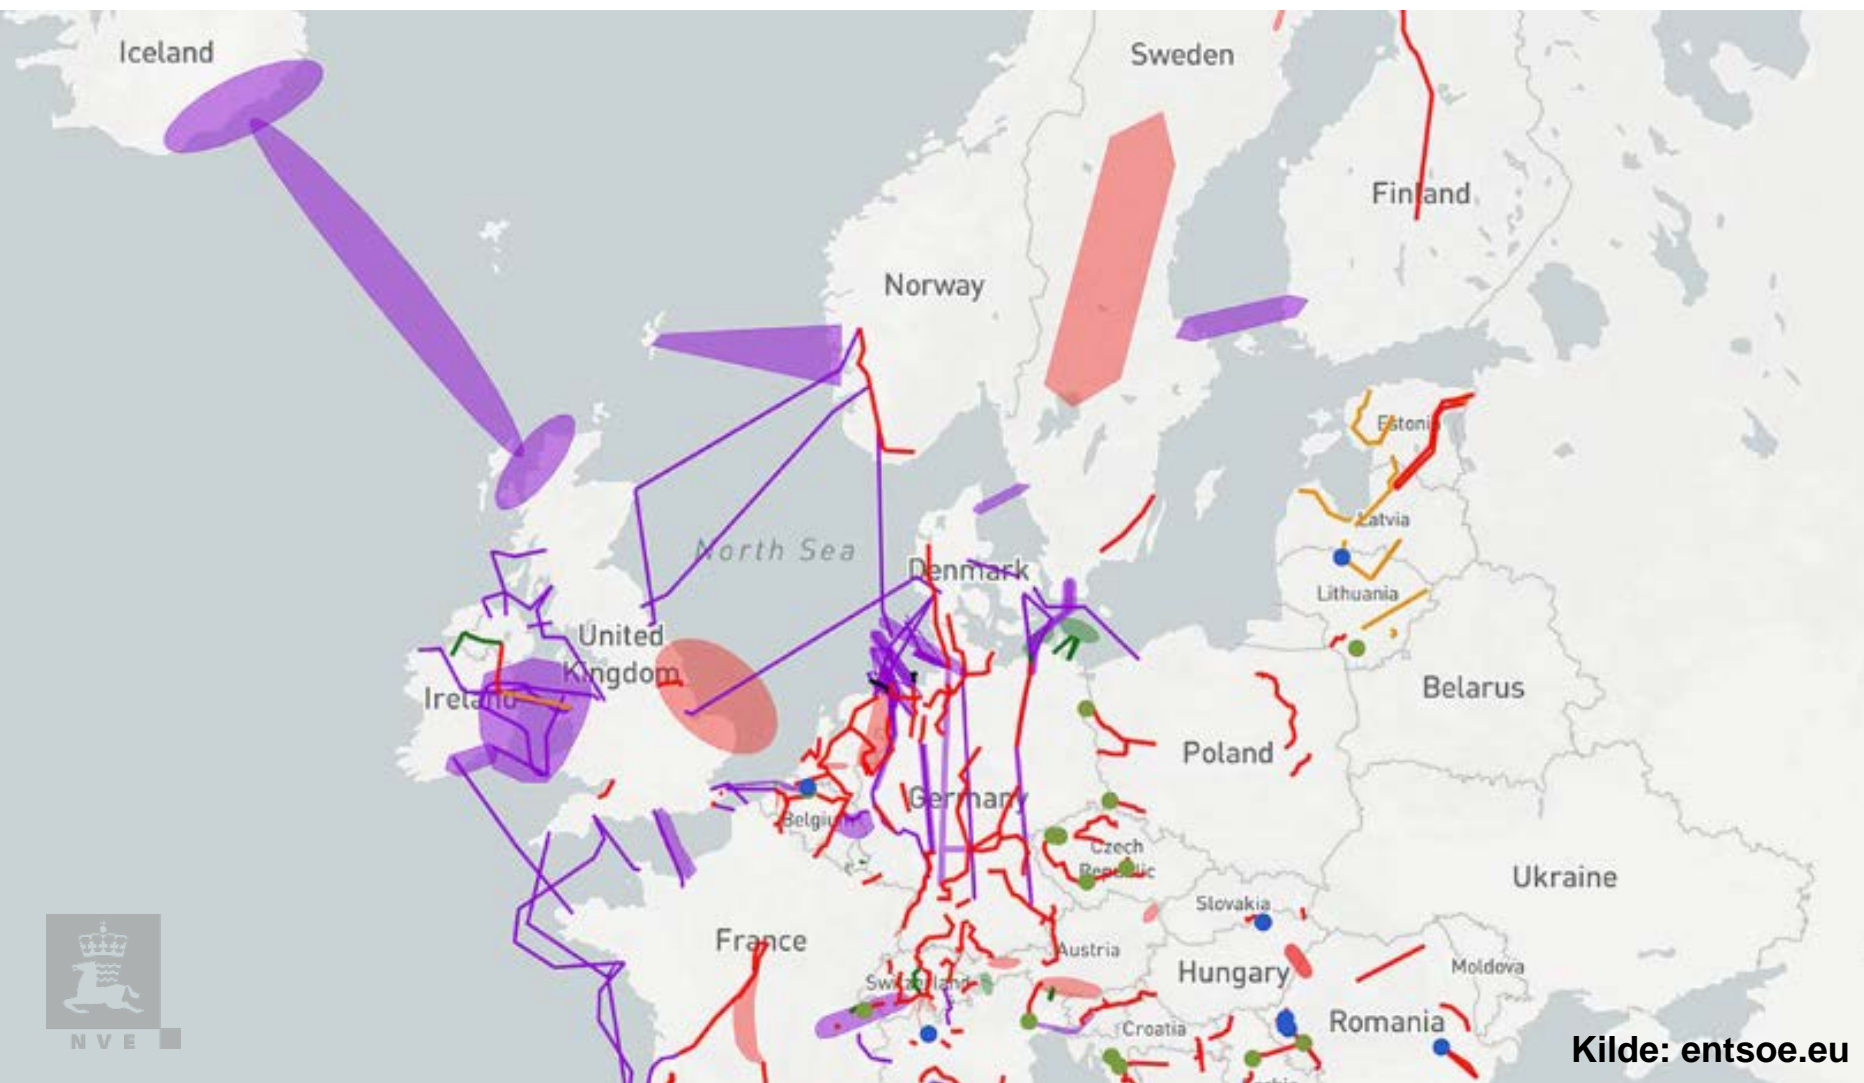 Iceland
Sweden
Finland
Norway
Estonia
North Sea
Latvia
Denmark
Lithuania
United
Kingdom
Ireland
Belarus
Poland
Germany
Belgium
Czech
Republic
Ukraine
Slovakia
France
Austria
Hungary
Moldova
Switzerland
Croatia
Romania
NVE
Kilde: entsoe.eu